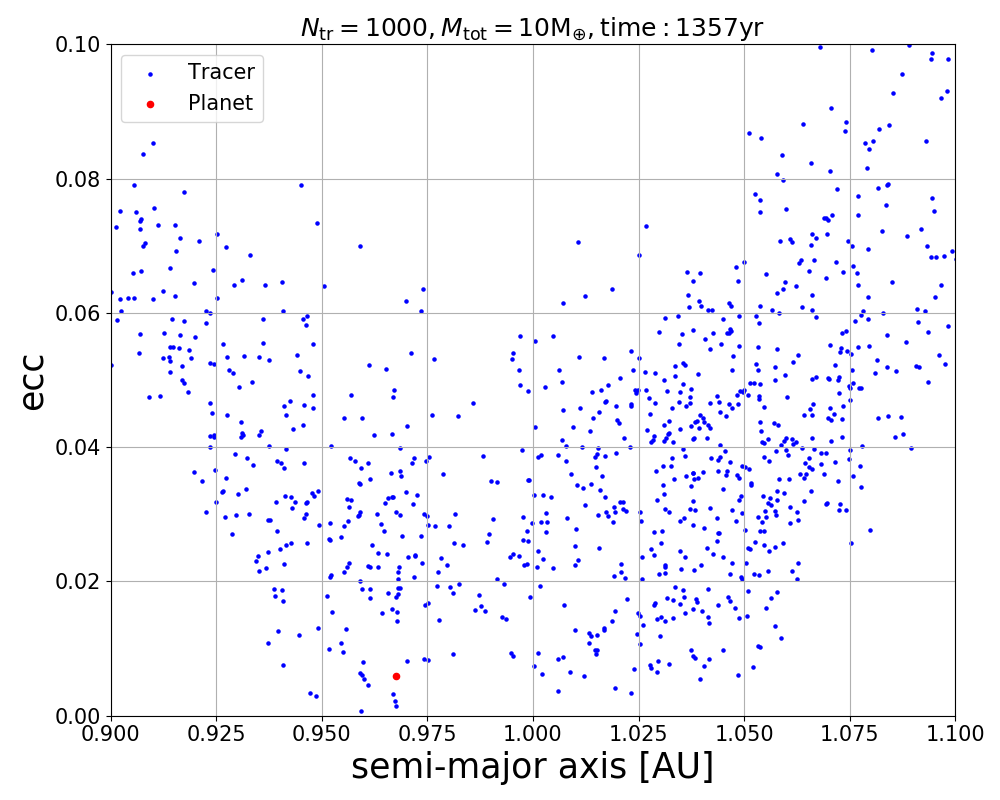 N_tr = 1000, M_tot = 10M_⊕, time : 1357yr
Tracer
Planet
0.10
0.08
0.06
0.04
0.02
0.00
ecc
0.900 0.925 0.950 0.975 1.000 1.025 1.050 1.075 1.100
semi-major axis [AU]